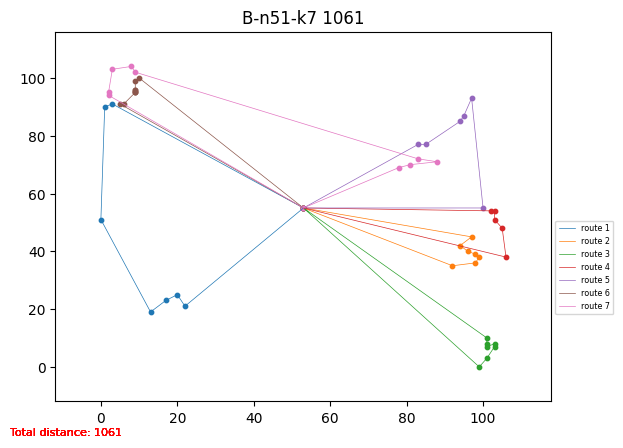 B-n51-k7 1061
100
80
60
40
20
0
0 20 40 60 80 100
route 1
route 2
route 3
route 4
route 5
route 6
route 7
Total distance: 1061